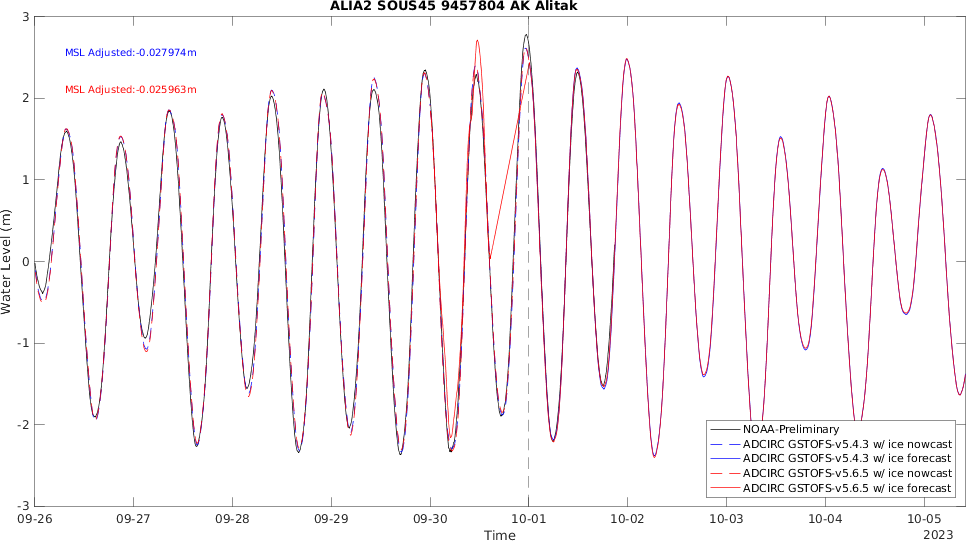 ALIA2 SOUS45 9457804 AK Alitak
MSL Adjusted:-0.027974m
MSL Adjusted:-0.025963m
Water Level (m)
3
2
1
0
-1
-2
-3
NOAA-Preliminary
ADCIRC GSTOFS-v5.4.3 w/ ice nowcast
ADCIRC GSTOFS-v5.4.3 w/ ice forecast
ADCIRC GSTOFS-v5.6.5 w/ ice nowcast
ADCIRC GSTOFS-v5.6.5 w/ ice forecast
09-26 09-27 09-28 09-29 09-30 10-01 10-02 10-03 10-04 10-05
Time
2023